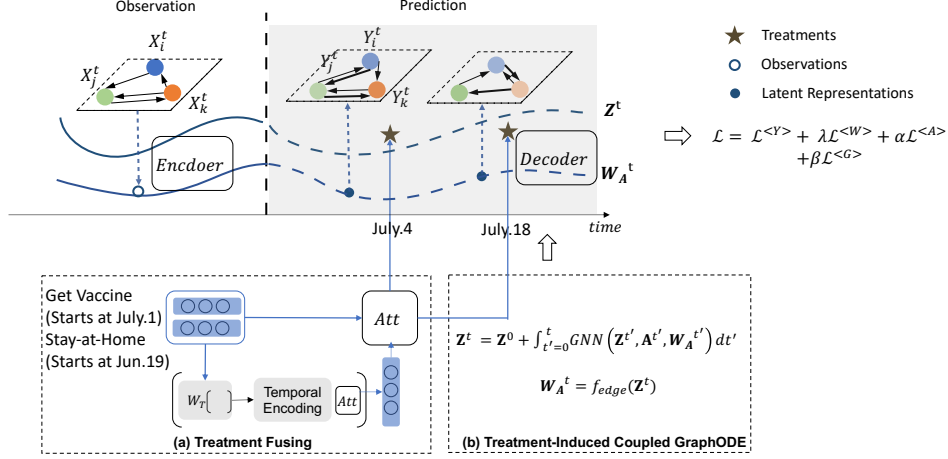 Observation
Prediction
X_i^t
X_j^t
X_k^t
Y_i^t
Y_j^t
Y_k^t
Treatments
Observations
Latent Representations
Z^t
Encdoer
Decoder
W_A^t
ℒ = ℒ^{<Y>} + λℒ^{<W>} + αℒ^{<A>}
+βℒ^{<G>}
July.4
July.18
time
Get Vaccine
(Starts at July.1)
Stay-at-Home
(Starts at Jun.19)
Att
W_T[ ]
Temporal
Encoding
Att
(a) Treatment Fusing
Z^t = Z^0 + ∫_{t'=0}^{t} GNN(Z^{t'}, A^{t'}, W_A^{t'}) dt'
W_A^t = f_{edge}(Z^t)
(b) Treatment-Induced Coupled GraphODE